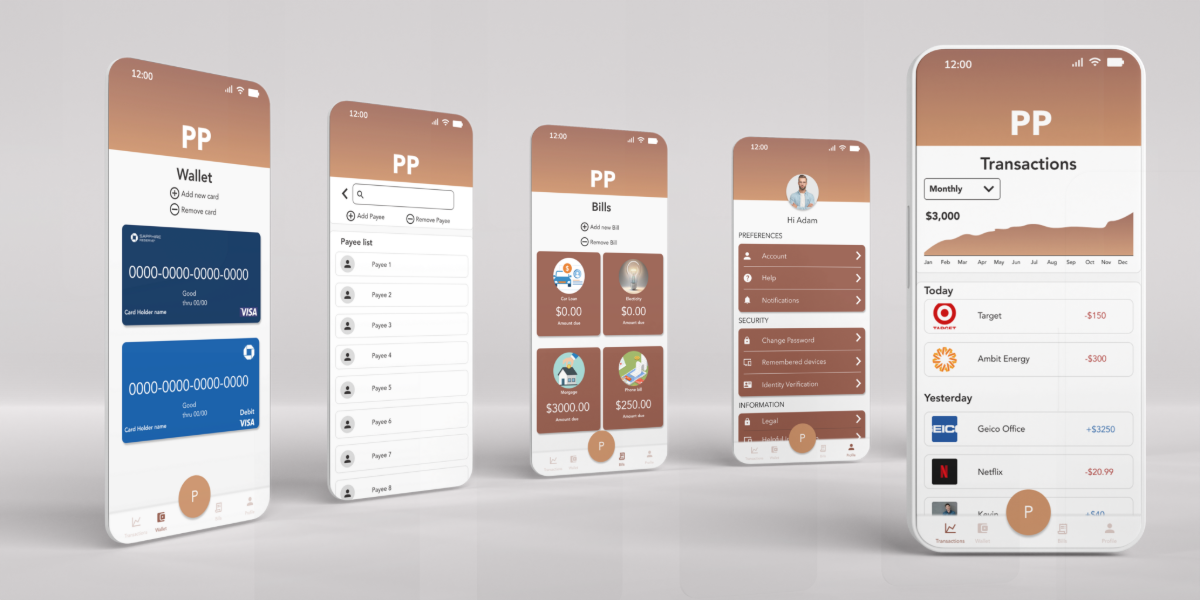 12:00
PP
Wallet
Add new card
Remove card
SAPPHIRE
RESERVE
0000-0000-0000-0000
Good
thru 00/00
Card Holder name
VISA
0000-0000-0000-0000
Good
thru 00/00
Card Holder name
Debit
VISA
P
Transactions
Wallet
Bills
Profile
12:00
PP
Add Payee
Remove Payee
Payee list
Payee 1
Payee 2
Payee 3
Payee 4
Payee 5
Payee 6
Payee 7
Payee 8
12:00
PP
Bills
Add new Bill
Remove Bill
Car Loan
$0.00
Amount due
Electricity
$0.00
Amount due
Mortgage
$3000.00
Amount due
Phone bill
$250.00
Amount due
P
Transactions
Wallet
Bills
Profile
12:00
Hi Adam
PREFERENCES
Account
Help
Notifications
SECURITY
Change Password
Remembered devices
Identity Verification
INFORMATION
Legal
Helpful
P
Transactions
Wallet
Bills
Profile
12:00
PP
Transactions
Monthly
$3,000
Jan Feb Mar Apr May Jun Jul Aug Sep Oct Nov Dec
Today
TARGET
Target -$150
Ambit Energy -$300
Yesterday
GEICO
Geico Office +$3250
N
Netflix -$20.99
Kevin +$40
P
Transactions
Wallet
Bills
Profile